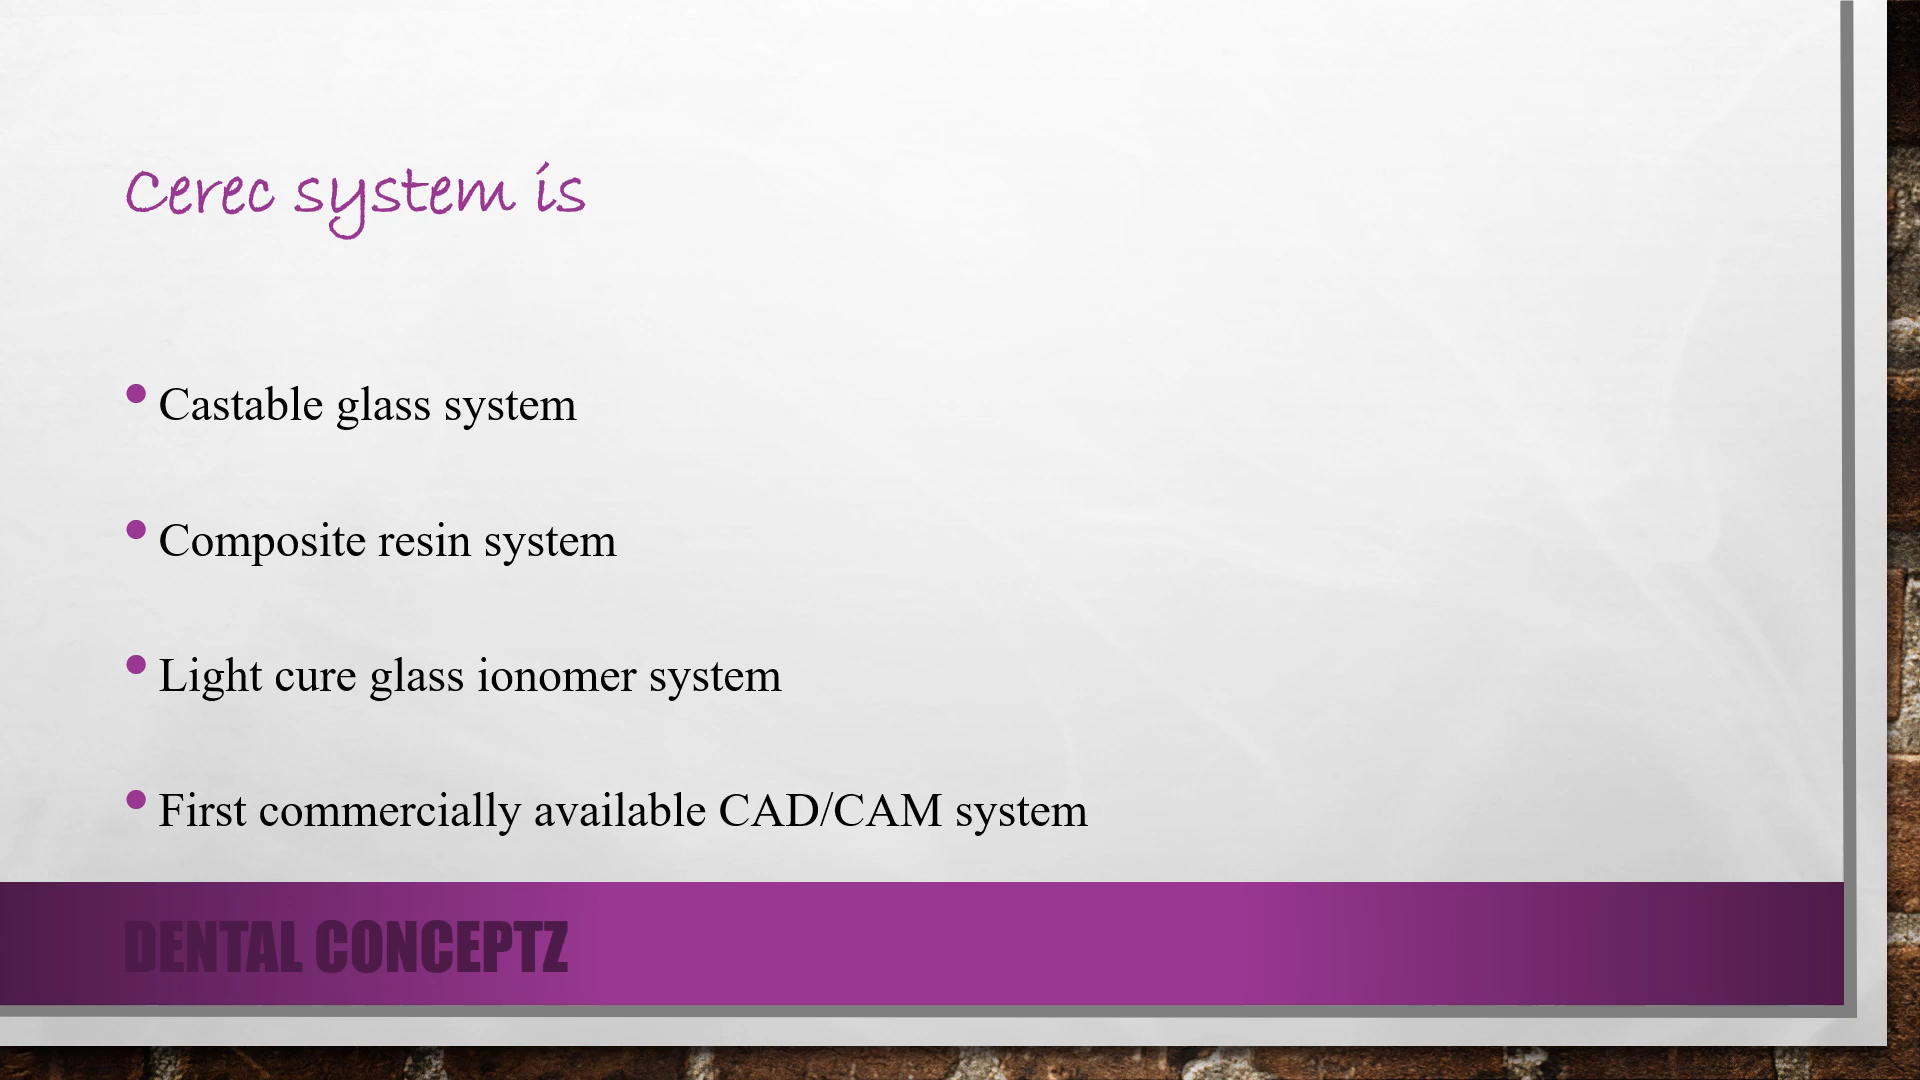 Cerec system is
• Castable glass system
• Composite resin system
• Light cure glass ionomer system
• First commercially available CAD/CAM system
DENTAL CONCEPTZ